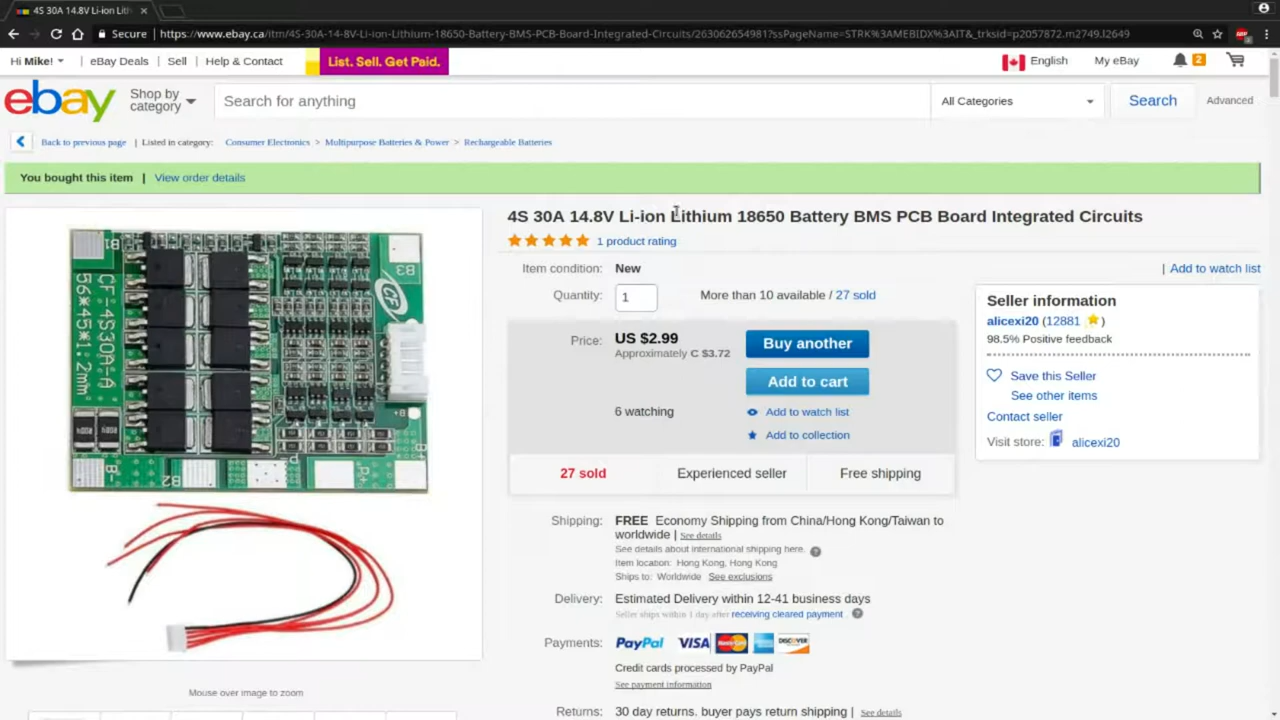 4S 30A 14.8V Li-ion Lith
Secure | https://www.ebay.ca/itm/4S-30A-14-8V-Li-ion-Lithium-18650-Battery-BMS-PCB-Board-Integrated-Circuits/263062654981?ssPageName=STRK%3AMEBIDX%3AIT&_trksid=p2057872.m2749.l2649
Hi Mike! | eBay Deals | Sell | Help & Contact
List. Sell. Get Paid.
English My eBay 2
ebay
Shop by
category
Search for anything
All Categories
Search
Advanced
Back to previous page | Listed in category: Consumer Electronics > Multipurpose Batteries & Power > Rechargeable Batteries
You bought this item | View order details
4S 30A 14.8V Li-ion Lithium 18650 Battery BMS PCB Board Integrated Circuits
1 product rating
Item condition: New
| Add to watch list
Quantity: 1 More than 10 available / 27 sold
Price: US $2.99
Approximately C $3.72
Buy another
Add to cart
6 watching
Add to watch list
Add to collection
27 sold
Experienced seller
Free shipping
Seller information
alicexi20 (12881 )
98.5% Positive feedback
Save this Seller
See other items
Contact seller
Visit store: alicexi20
Shipping: FREE Economy Shipping from China/Hong Kong/Taiwan to
worldwide | See details
See details about international shipping here. ?
Item location: Hong Kong, Hong Kong
Ships to: Worldwide See exclusions
Delivery: Estimated Delivery within 12-41 business days
Seller ships within 1 day after receiving cleared payment ?
Payments: PayPal VISA MasterCard DISCOVER
Credit cards processed by PayPal
See payment information
Returns: 30 day returns. buyer pays return shipping | See details
B1
B3
CF-4S30A-A
56*45*1.2mm
CF
B+
B-
B2
P-
P+
B+
Mouse over image to zoom